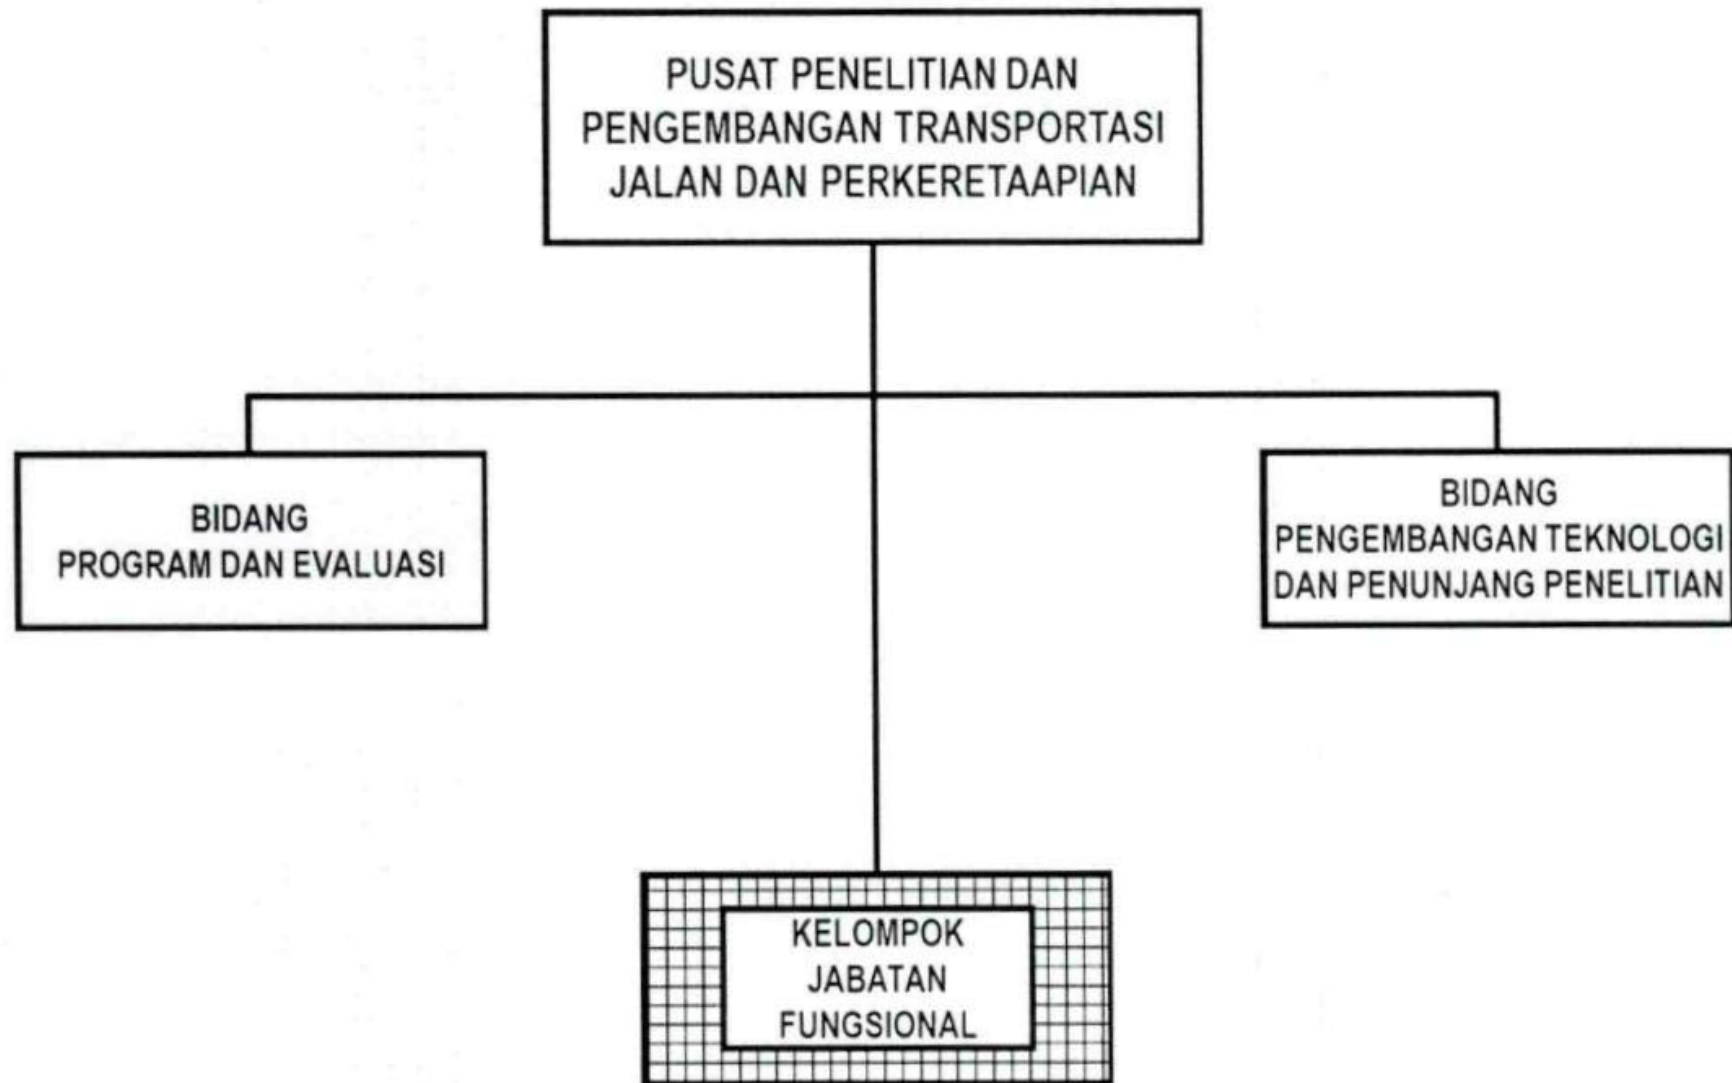 PUSAT PENELITIAN DAN
PENGEMBANGAN TRANSPORTASI
JALAN DAN PERKERETAAPIAN
BIDANG
PROGRAM DAN EVALUASI
BIDANG
PENGEMBANGAN TEKNOLOGI
DAN PENUNJANG PENELITIAN
KELOMPOK
JABATAN
FUNGSIONAL